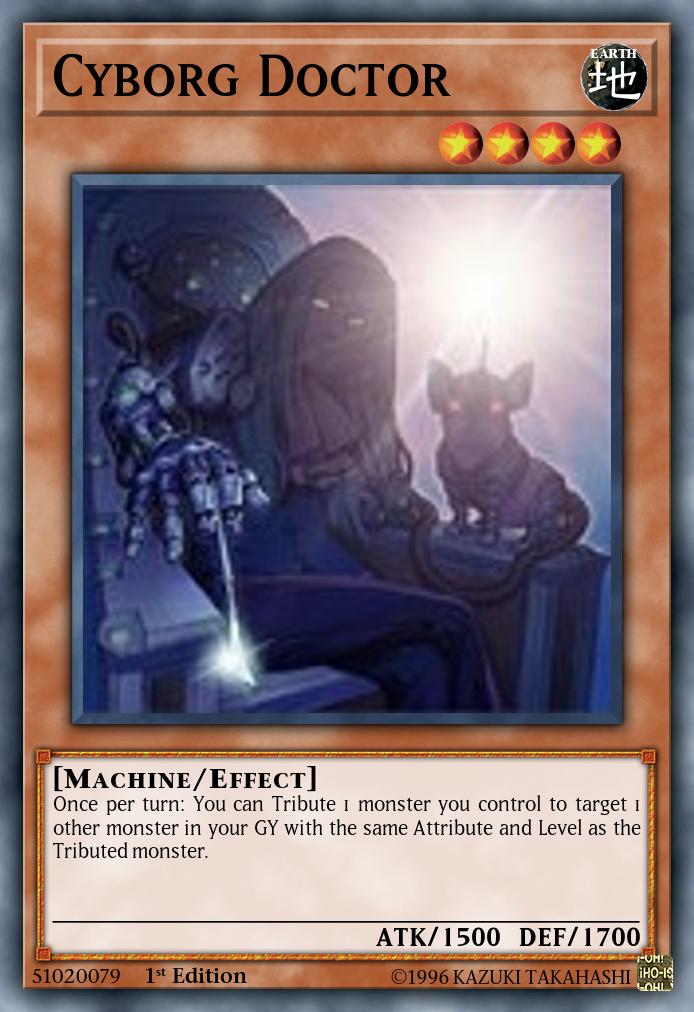 CYBORG DOCTOR
EARTH
地
[MACHINE/EFFECT]
Once per turn: You can Tribute 1 monster you control to target 1
other monster in your GY with the same Attribute and Level as the
Tributed monster.
ATK/1500 DEF/1700
51020079 1st Edition ©1996 KAZUKI TAKAHASHI